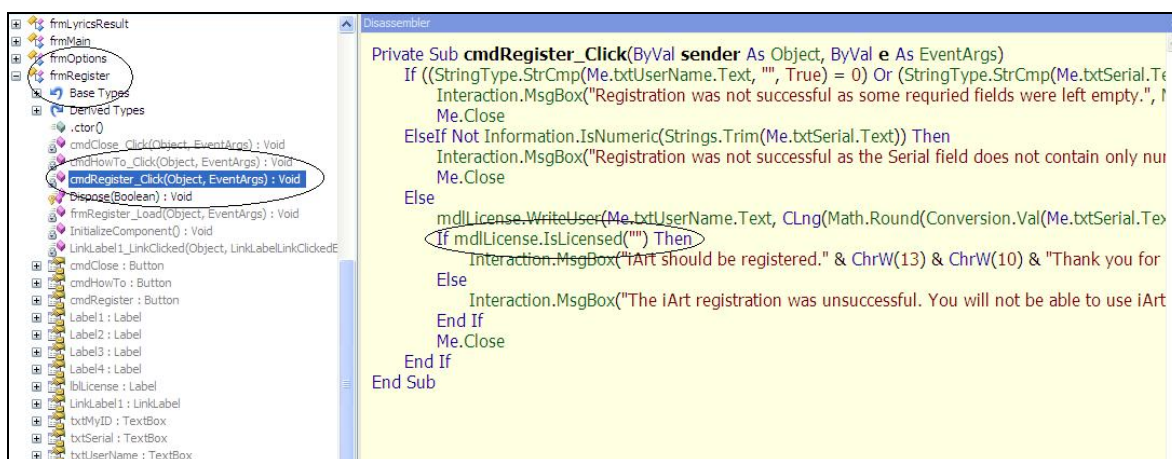 frmLyricsResult
frmMain
frmOptions
frmRegister
Base Types
Derived Types
.ctor()
cmdClose_Click(Object, EventArgs) : Void
cmdHowTo_Click(Object, EventArgs) : Void
cmdRegister_Click(Object, EventArgs) : Void
Dispose(Boolean) : Void
frmRegister_Load(Object, EventArgs) : Void
InitializeComponent() : Void
LinkLabel1_LinkClicked(Object, LinkLabelLinkClickedE
cmdClose : Button
cmdHowTo : Button
cmdRegister : Button
Label1 : Label
Label2 : Label
Label3 : Label
Label4 : Label
lblLicense : Label
LinkLabel1 : LinkLabel
txtMyID : TextBox
txtSerial : TextBox
txtUserName : TextBox
Disassembler
Private Sub cmdRegister_Click(ByVal sender As Object, ByVal e As EventArgs)
If ((StringType.StrCmp(Me.txtUserName.Text, "", True) = 0) Or (StringType.StrCmp(Me.txtSerial.Te
Interaction.MsgBox("Registration was not successful as some requried fields were left empty.",
Me.Close
ElseIf Not Information.IsNumeric(Strings.Trim(Me.txtSerial.Text)) Then
Interaction.MsgBox("Registration was not successful as the Serial field does not contain only nu
Me.Close
Else
mdlLicense.WriteUser(Me.txtUserName.Text, CLng(Math.Round(Conversion.Val(Me.txtSerial.Tex
If mdlLicense.IsLicensed("") Then
Interaction.MsgBox("iArt should be registered." & ChrW(13) & ChrW(10) & "Thank you for
Else
Interaction.MsgBox("The iArt registration was unsuccessful. You will not be able to use iArt
End If
Me.Close
End If
End Sub